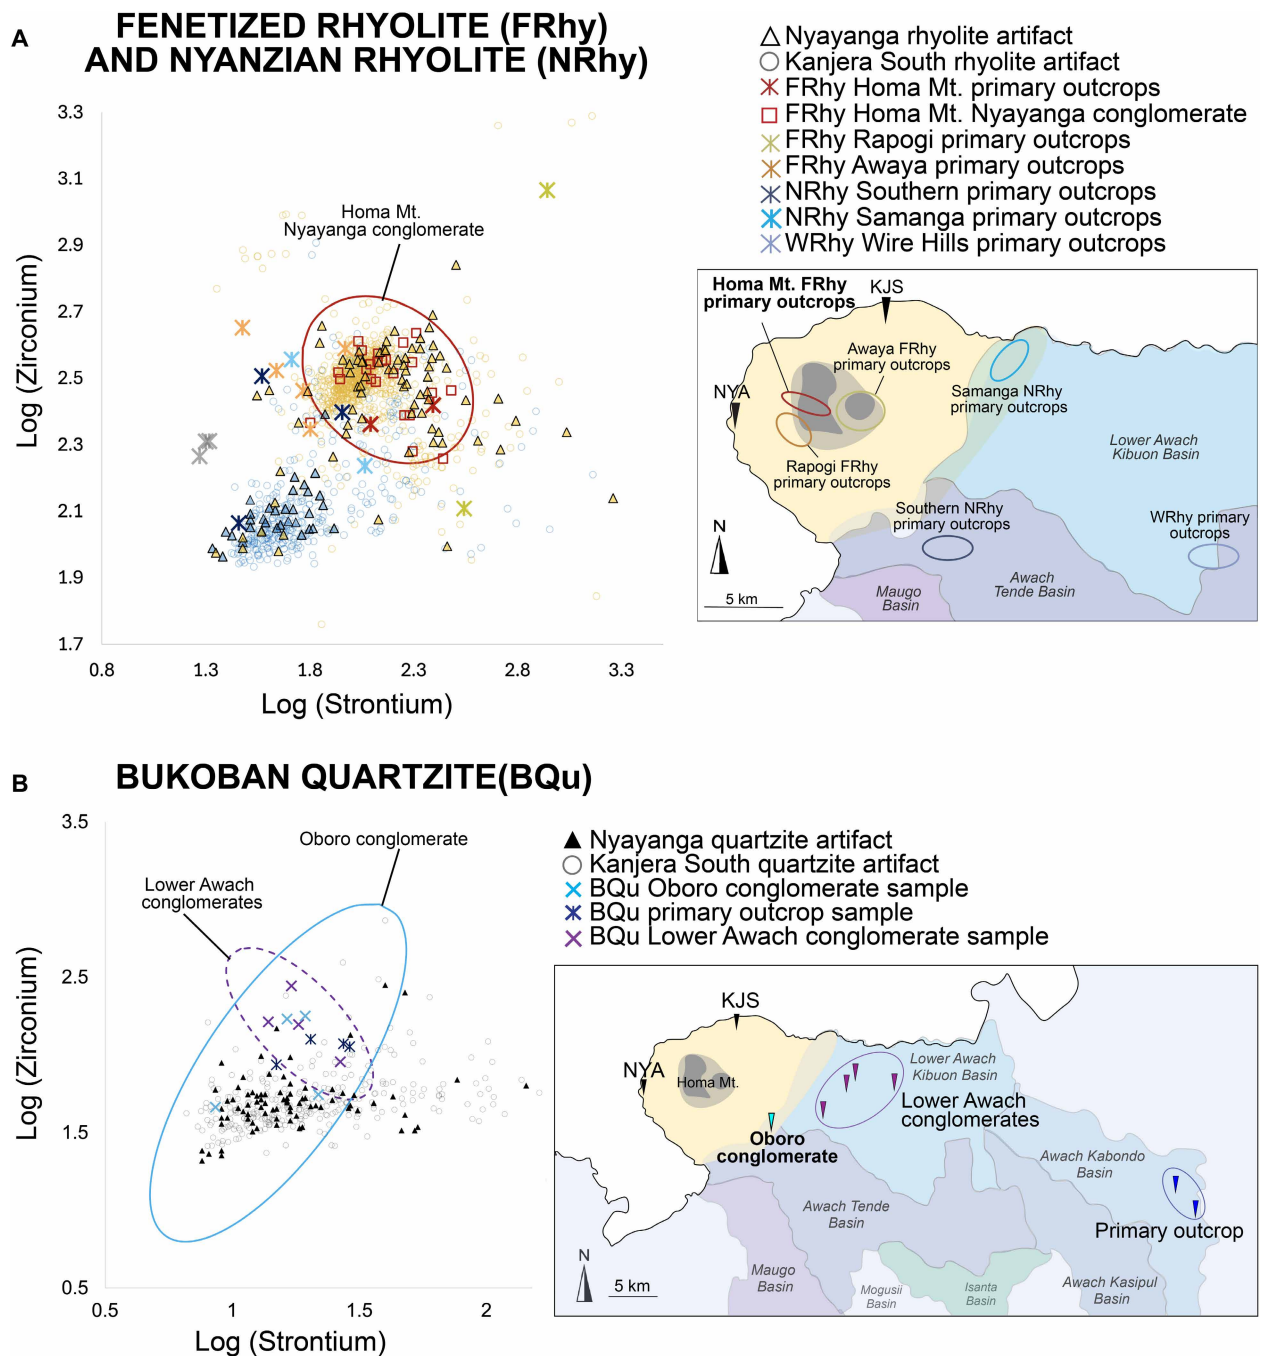 A
FENETIZED RHYOLITE (FRhy)
AND NYANZIAN RHYOLITE (NRhy)
3.3
3.1
2.9
2.7
2.5
2.3
2.1
1.9
1.7
0.8
1.3
1.8
2.3
2.8
3.3
Log (Zirconium)
Log (Strontium)
Homa Mt.
Nyayanga conglomerate
Nyayanga rhyolite artifact
Kanjera South rhyolite artifact
FRhy Homa Mt. primary outcrops
FRhy Homa Mt. Nyayanga conglomerate
FRhy Rapogi primary outcrops
FRhy Awaya primary outcrops
NRhy Southern primary outcrops
NRhy Samanga primary outcrops
WRhy Wire Hills primary outcrops
Homa Mt. FRhy
primary outcrops
KJS
Awaya FRhy
primary outcrops
NYA
Samanga NRhy
primary outcrops
Lower Awach
Kibuon Basin
Rapogi FRhy
primary outcrops
Southern NRhy
primary outcrops
WRhy primary
outcrops
N
5 km
Maugo
Basin
Awach
Tende Basin
B
BUKOBAN QUARTZITE(BQu)
3.5
2.5
1.5
0.5
0.5
1
1.5
2
Log (Zirconium)
Log (Strontium)
Oboro conglomerate
Lower Awach
conglomerates
Nyayanga quartzite artifact
Kanjera South quartzite artifact
BQu Oboro conglomerate sample
BQu primary outcrop sample
BQu Lower Awach conglomerate sample
KJS
NYA
Homa Mt.
Lower Awach
Kibuon Basin
Lower Awach
conglomerates
Oboro
conglomerate
Awach Kabondo
Basin
Awach Tende
Basin
Primary outcrop
N
5 km
Maugo
Basin
Mogusii
Basin
Isanta
Basin
Awach Kasipul
Basin